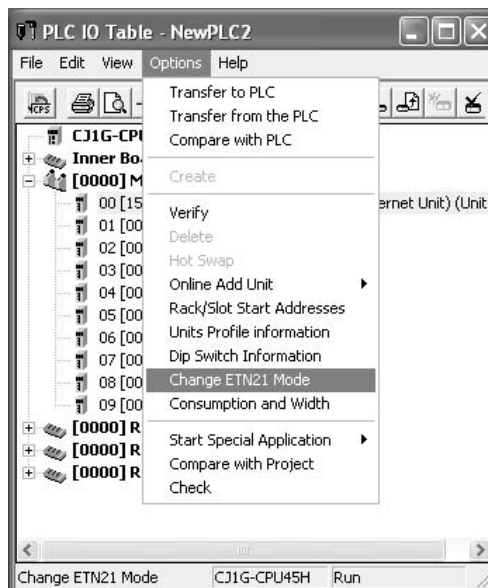 PLC IO Table - NewPLC2
File Edit View Options Help
CPS
Transfer to PLC
Transfer from the PLC
Compare with PLC
Create
Verify
Delete
Hot Swap
Online Add Unit
Rack/Slot Start Addresses
Units Profile information
Dip Switch Information
Change ETN21 Mode
Consumption and Width
Start Special Application
Compare with Project
Check
CJ1G-CPU
Inner Bo
[0000] M
00 [15 ernet Unit) (Unit
01 [00
02 [00
03 [00
04 [00
05 [00
06 [00
07 [00
08 [00
09 [00
[0000] R
[0000] R
[0000] R
Change ETN21 Mode CJ1G-CPU45H Run